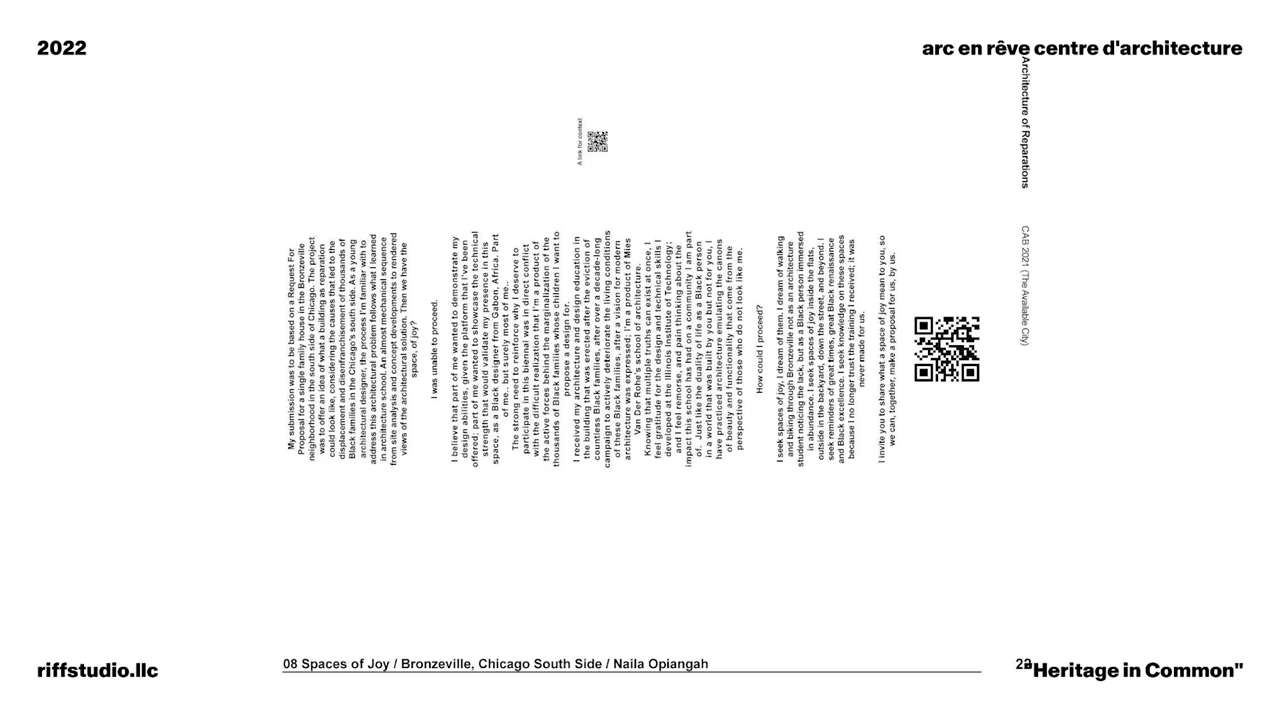 2022
arc en rêve centre d'architecture
Architecture of Reparations
CAB 2021 (The Available City)
A link for context
My submission was to be based on a Request For
Proposal for a single family house in the Bronzeville
neighborhood in the south side of Chicago. The project
was to offer an idea of what a building as reparation
could look like, considering the causes that led to the
displacement and disenfranchisement of thousands of
Black families in the Chicago's south side. As a young
architectural designer, the process I'm familiar with to
address this architectural problem follows what I learned
in architecture school. An almost mechanical sequence
from site analysis and concept developments to rendered
views of the architectural solution. Then we have the
space, of joy?
I was unable to proceed.
I believe that part of me wanted to demonstrate my
design abilities, given the platform that I've been
offered; part of me wanted to showcase the technical
strength that would validate my presence in this
space, as a Black designer from Gabon, Africa. Part
of me.. but surely most of me..
The strong need to reinforce why I deserve to
participate in this biennal was in direct conflict
with the difficult realization that I'm a product of
the active forces behind the marginalization of the
thousands of Black families whose children I want to
propose a design for.
I received my architecture and design education in
the building that was erected after the eviction of
countless Black families, after over a decade-long
campaign to actively deteriorate the living conditions
of these Black families, after a vision for modern
architecture was expressed; I'm a product of Mies
Van Der Rohe's school of architecture.
Knowing that multiple truths can exist at once, I
feel gratitude for the design and technical skills I
developed at the Illinois Institute of Technology;
and I feel remorse, and pain thinking about the
impact this school has had on a community I am part
of. Just like the duality of life as a Black person
in a world that was built by you but not for you, I
have practiced architecture emulating the canons
of beauty and functionality that come from the
perspective of those who do not look like me.
How could I proceed?
I seek spaces of joy, I dream of them. I dream of walking
and biking through Bronzeville not as an architecture
student noticing the lack, but as a Black person immersed
in abundance. I seek spaces of joy inside the flats,
outside in the backyard, down the street, and beyond. I
seek reminders of great times, great Black renaissance
and Black excellence. I seek knowledge on these spaces
because I no longer trust the training I received; it was
never made for us.
I invite you to share what a space of joy mean to you, so
we can, together, make a proposal for us, by us.
riffstudio.llc
08 Spaces of Joy / Bronzeville, Chicago South Side / Naila Opiangah
"Heritage in Common"